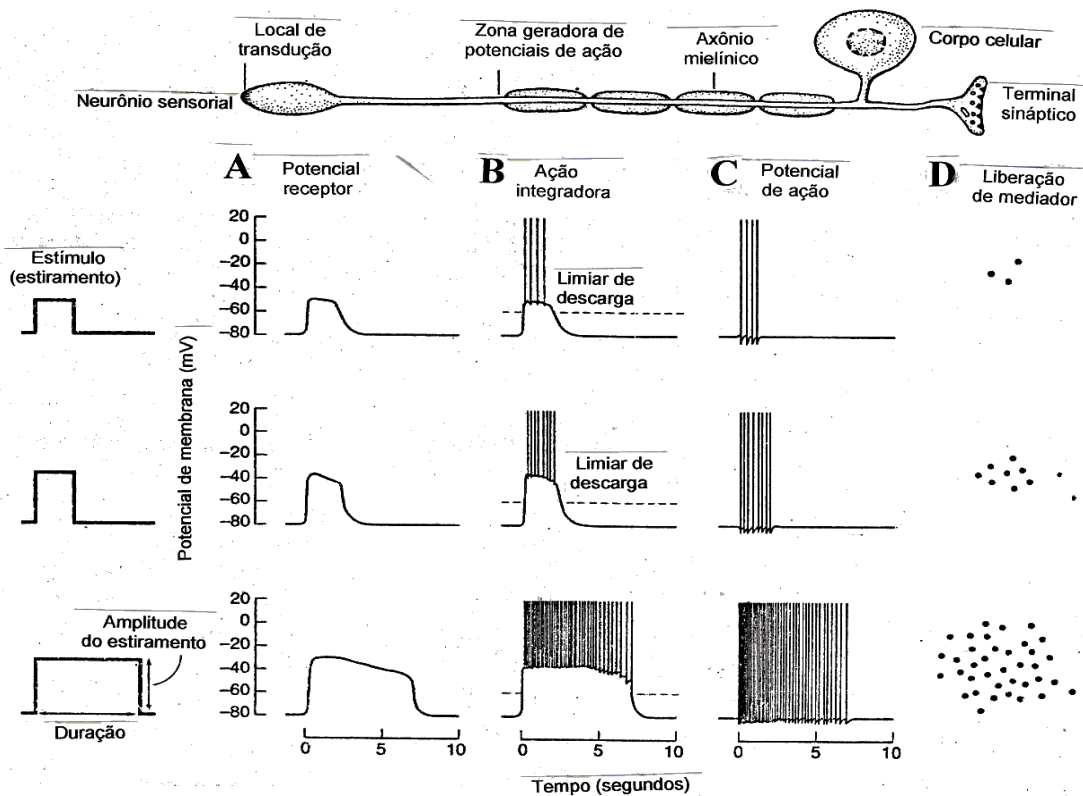 Local de
transdução
Zona geradora de
potenciais de ação
Axônio
mielínico
Corpo celular
Neurônio sensorial
Terminal
sináptico
A
Potencial
receptor
B
Ação
integradora
C
Potencial
de ação
D
Liberação
de mediador
Estímulo
(estiramento)
20
0
−20
−40
−60
−80
Limiar de
descarga
Potencial de membrana (mV)
20
0
−20
−40
−60
−80
Limiar de
descarga
Amplitude
do estiramento
Duração
20
0
−20
−40
−60
−80
0 10
0 5 10
0 5 10
Tempo (segundos)